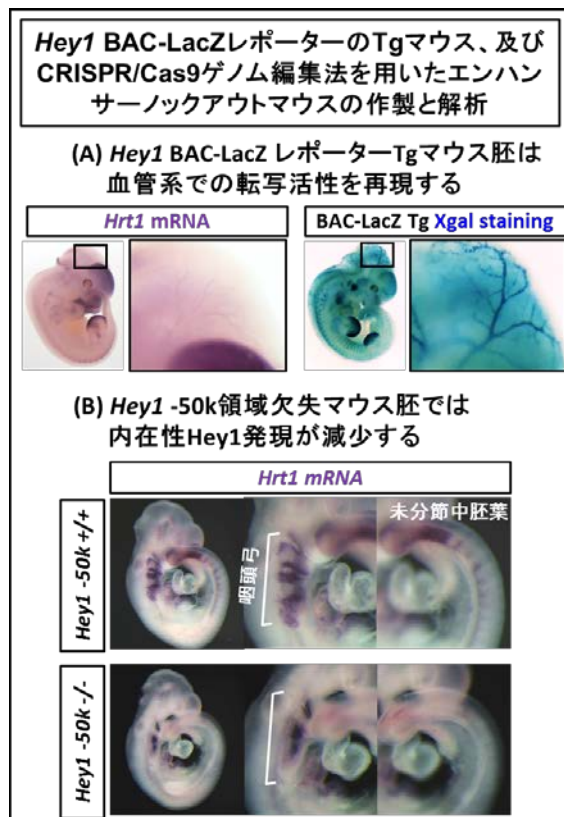 Hey1 BAC-LacZレポーターのTgマウス、及び
CRISPR/Cas9ゲノム編集法を用いたエンハン
サーノックアウトマウスの作製と解析
(A) Hey1 BAC-LacZ レポーターTgマウス胚は
血管系での転写活性を再現する
Hrt1 mRNA
BAC-LacZ Tg Xgal staining
(B) Hey1 -50k領域欠失マウス胚では
内在性Hey1発現が減少する
Hrt1 mRNA
Hey1 -50k +/+
咽頭弓
未分節中胚葉
Hey1 -50k -/-